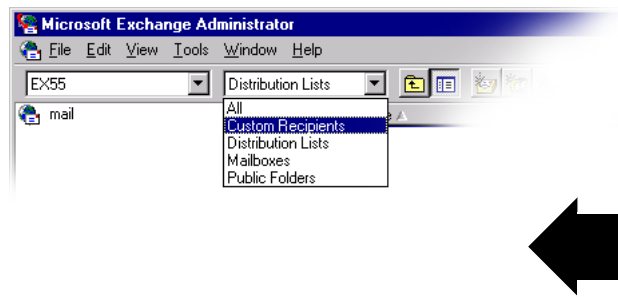 Microsoft Exchange Administrator
File Edit View Tools Window Help
EX55 Distribution Lists
mail
All
Custom Recipients
Distribution Lists
Mailboxes
Public Folders